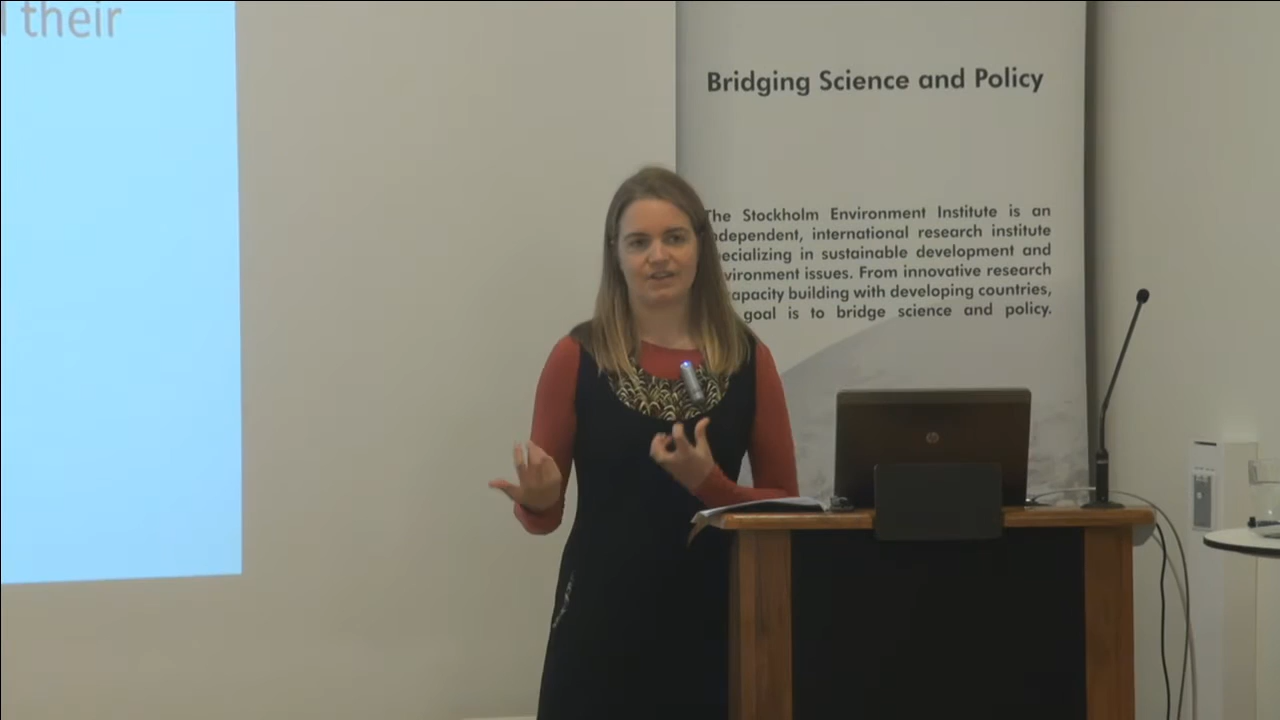 their
Bridging Science and Policy
The Stockholm Environment Institute is an
independent, international research institute
specializing in sustainable development and
environment issues. From innovative research
capacity building with developing countries,
goal is to bridge science and policy.
hp